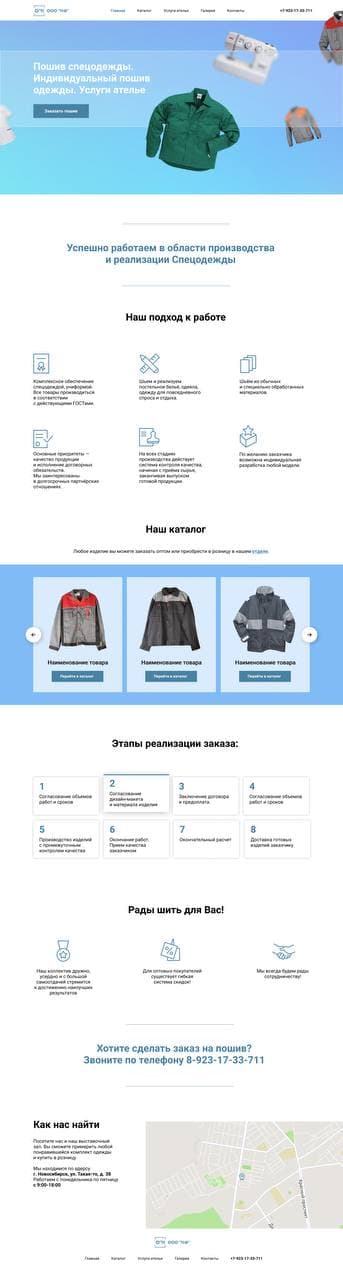 ООО "ПФ"
Главная
Каталог
Услуги ателье
Галерея
Контакты
+7-923-17-33-711
Пошив спецодежды.
Индивидуальный пошив
одежды. Услуги ателье
Заказать пошив
Успешно работаем в области производства
и реализации Спецодежды
Наш подход к работе
Комплексное обеспечение
спецодеждой, униформой.
Все товары производиться
в соответствии
с действующими ГОСТами.
Шьем и реализуем
постельное бельё, одеяла,
одежду для повседневного
спроса и отдыха.
Шьём из обычных
и специально обработанных
материалов.
Основные приоритеты —
качество продукции
и исполнение договорных
обязательств.
Мы заинтересованы
в долгосрочных партнёрских
отношениях.
На всех стадиях
производства действует
система контроля качества,
начиная с приёма сырья,
заканчивая выпуском
готовой продукции.
По желанию заказчика
возможна индивидуальная
разработка любой модели.
Наш каталог
Любое изделие вы можете заказать оптом или приобрести в розницу в нашем отделе.
Наименование товара
Перейти в каталог
Наименование товара
Перейти в каталог
Наименование товара
Перейти в каталог
Этапы реализации заказа:
1
Согласование объемов
работ и сроков
2
Согласование
дизайн-макета
и материала изделия
3
Заключение договора
и предоплата.
4
Согласование объемов
работ и сроков
5
Производство изделий
с промежуточным
контролем качества
6
Окончание работ.
Прием качества
заказчиком
7
Окончательный расчет
8
Доставка готовых
изделий заказчику
Рады шить для Вас!
Наш коллектив дружно,
усердно и с большой
самоотдачей стремится
к достижению наилучших
результатов
Для оптовых покупателей
существует гибкая
система скидок!
Мы всегда будем рады
сотрудничеству!
Хотите сделать заказ на пошив?
Звоните по телефону 8-923-17-33-711
Как нас найти
Посетите нас и наш выставочный
зал. Вы сможете примерить любой
понравившейся комплект одежды
и купить в розницу.
Мы находимся по адресу
г. Новосибирск, ул. Такая-то, д. 38
Работаем с понедельника по пятницу
с 9:00-18:00
Красный проспект
ООО "ПФ"
Главная
Каталог
Услуги ателье
Галерея
Контакты
+7-923-17-33-711